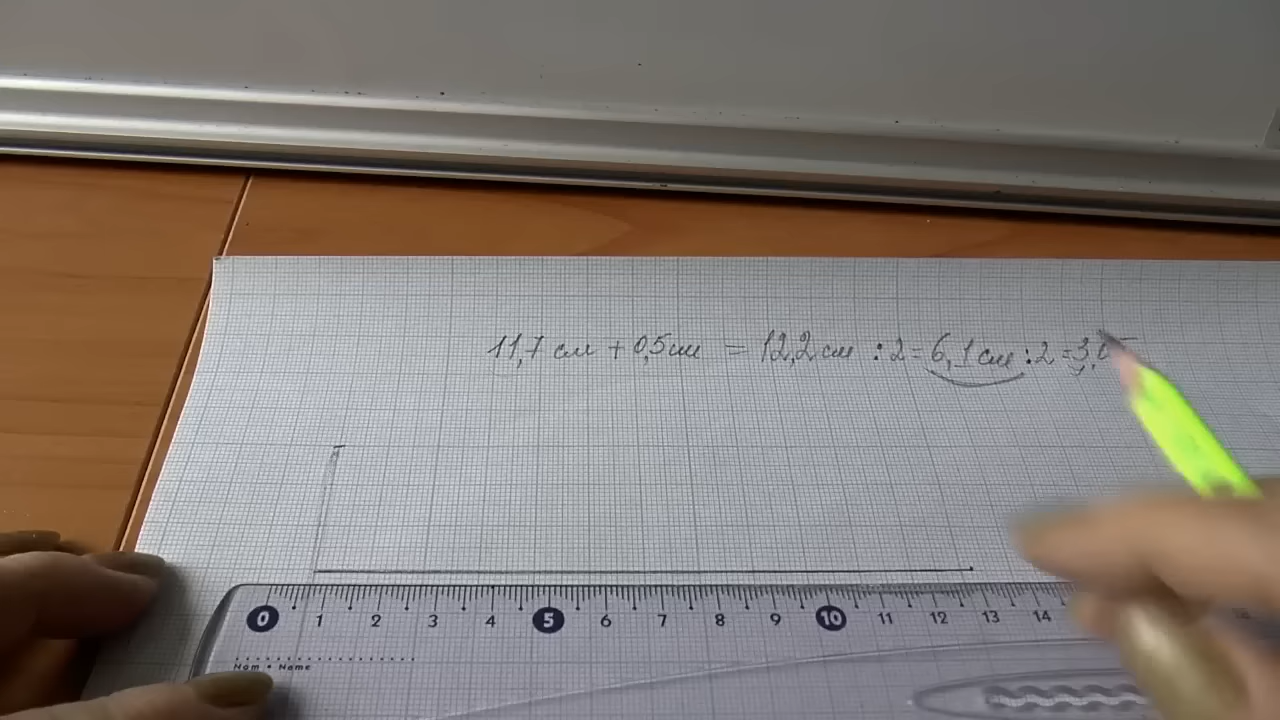 11,7 см + 0,5 см = 12,2 см : 2 = 6,1 см : 2 = 3,0
0 1 2 3 4 5 6 7 8 9 10 11 12 13 14
Nom • Name